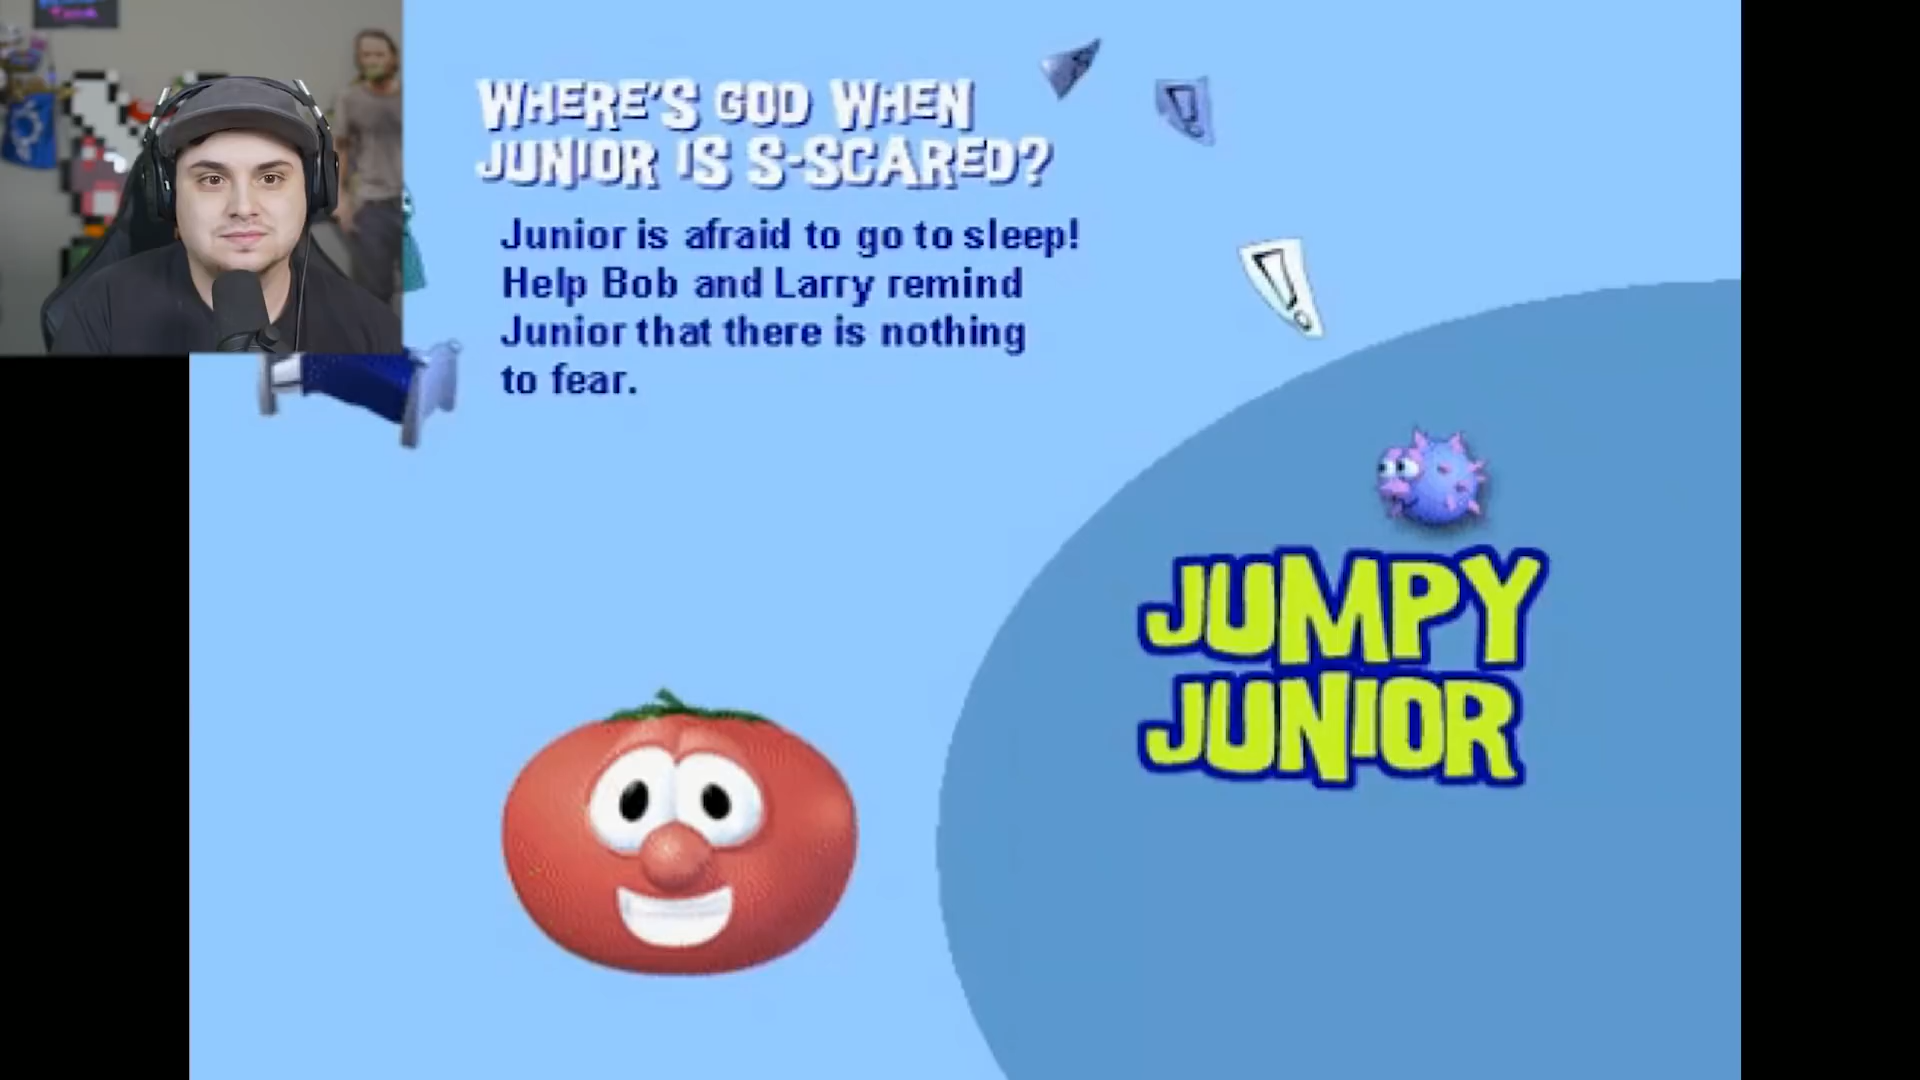 WHERE'S GOD WHEN
JUNIOR IS S-SCARED?
Junior is afraid to go to sleep!
Help Bob and Larry remind
Junior that there is nothing
to fear.
JUMPY
JUNIOR